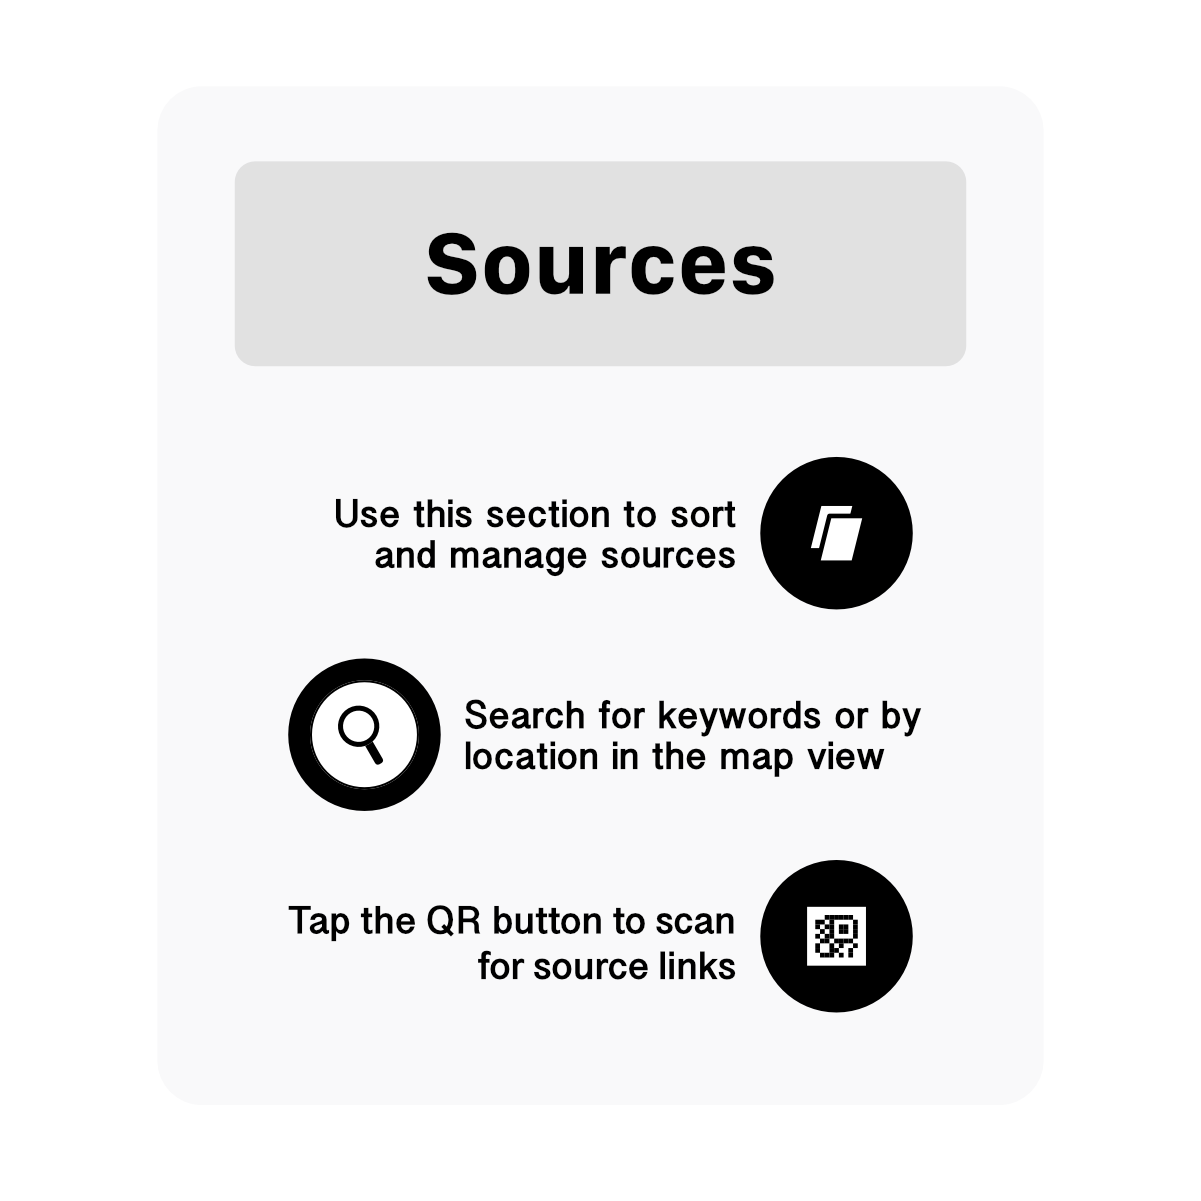 Sources
Use this section to sort
and manage sources
Search for keywords or by
location in the map view
Tap the QR button to scan
for source links